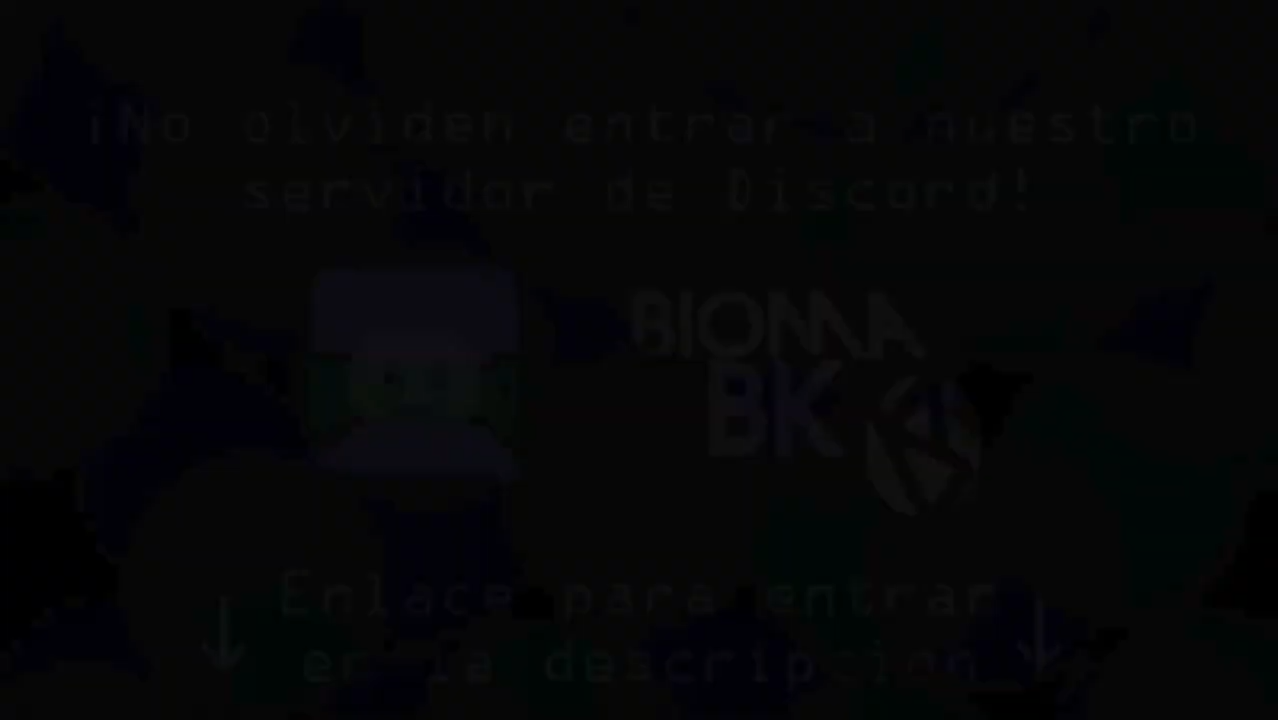 ¡No olviden entrar a nuestro
servidor de Discord!
BIOMA
BK
Enlace para entrar
en la descripción